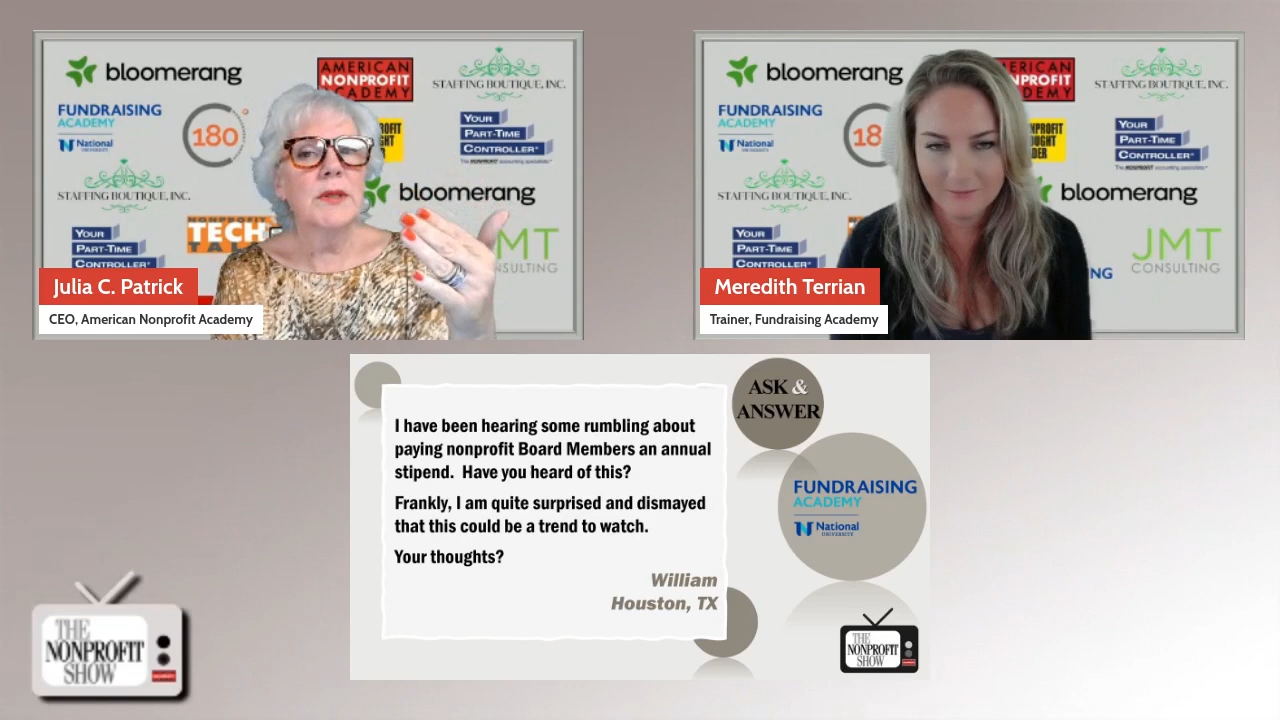 bloomerang
AMERICAN
NONPROFIT
ACADEMY
STAFFING BOUTIQUE, INC.
FUNDRAISING
ACADEMY
National
UNIVERSITY
180
YOUR
PART-TIME
CONTROLLER
STAFFING BOUTIQUE, INC.
bloomerang
YOUR
PART-TIME
CONTROLLER
NONPROFIT
TECH
JMT
CONSULTING
Julia C. Patrick
CEO, American Nonprofit Academy
bloomerang
STAFFING BOUTIQUE, INC.
FUNDRAISING
ACADEMY
National
UNIVERSITY
18
YOUR
PART-TIME
CONTROLLER
STAFFING BOUTIQUE, INC.
bloomerang
YOUR
PART-TIME
CONTROLLER
JMT
CONSULTING
Meredith Terrian
Trainer, Fundraising Academy
I have been hearing some rumbling about
paying nonprofit Board Members an annual
stipend. Have you heard of this?
Frankly, I am quite surprised and dismayed
that this could be a trend to watch.
Your thoughts?
William
Houston, TX
ASK &
ANSWER
FUNDRAISING
ACADEMY
National
UNIVERSITY
THE
NONPROFIT
SHOW
THE
NONPROFIT
SHOW